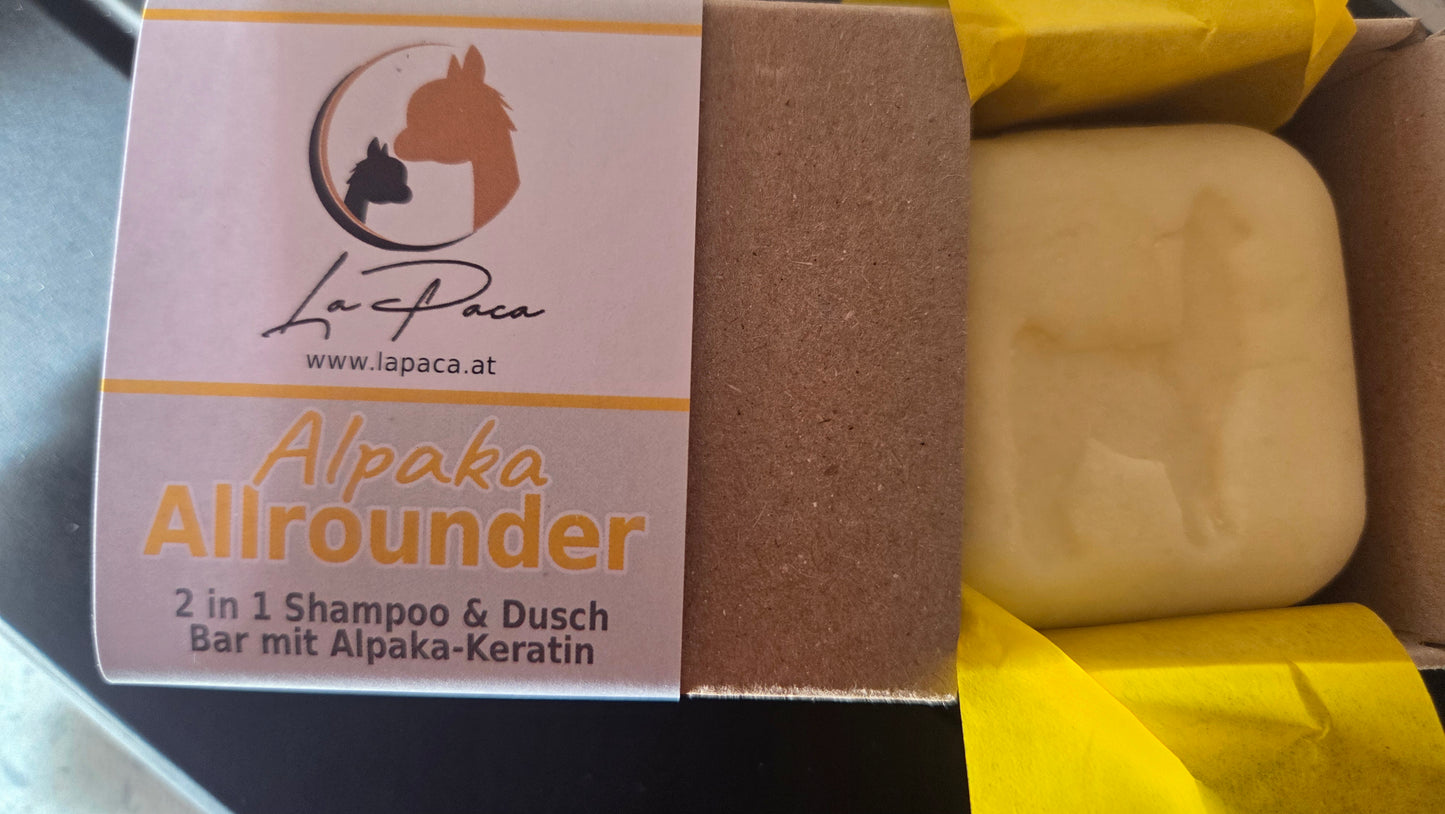 La Paca
www.lapaca.at
Alpaka
Allrounder
2 in 1 Shampoo & Dusch
Bar mit Alpaka-Keratin